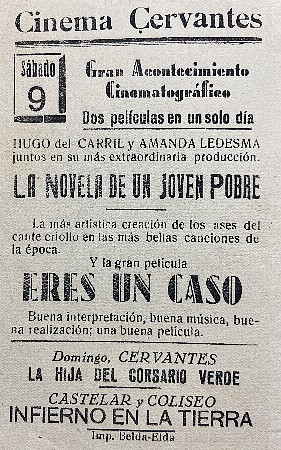 Cinema Cervantes
Sábado
9
Gran Acontecimiento
Cinematográfico
Dos películas en un solo día
HUGO del CARRIL y AMANDA LEDESMA
juntos en su más extraordinaria producción.
LA NOVELA DE UN JOVEN POBRE
La más artística creación de los ases del
cante criollo en las más bellas canciones de
la época.
Y la gran película
ERES UN CASO
Buena interpretación, buena música, bue-
na realización; una buena película.
Domingo, CERVANTES
LA HIJA DEL CORSARIO VERDE
CASTELAR y COLISEO
INFIERNO EN LA TIERRA
Imp. Belda-Elda